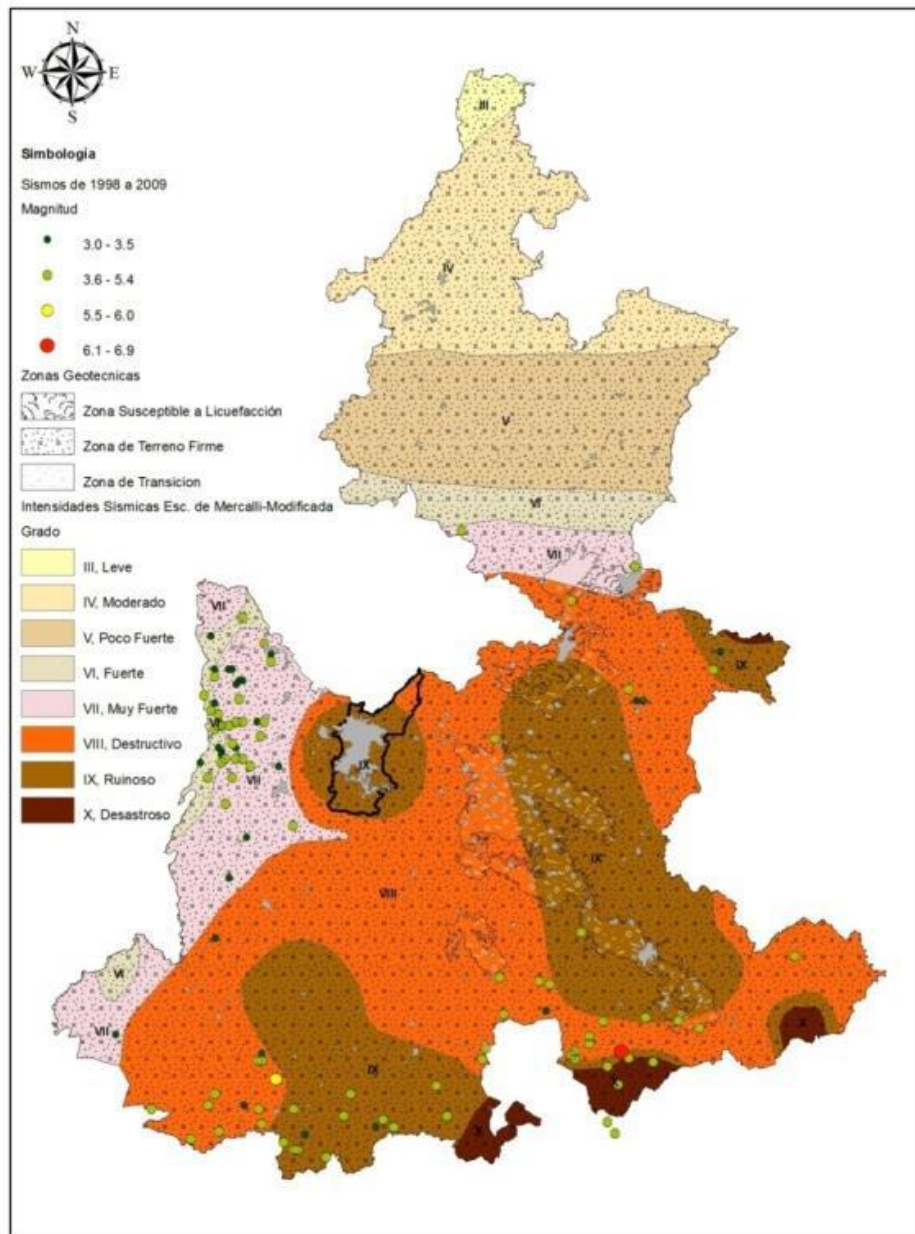 N
W E
S
Simbología
Sismos de 1998 a 2009
Magnitud
3.0 - 3.5
3.6 - 5.4
5.5 - 6.0
6.1 - 6.9
Zonas Geotecnicas
Zona Susceptible a Licuefacción
Zona de Terreno Firme
Zona de Transicion
Intensidades Sísmicas Esc. de Mercalli-Modificada
Grado
III, Leve
IV, Moderado
V, Poco Fuerte
VI, Fuerte
VII, Muy Fuerte
VIII, Destructivo
IX, Ruinoso
X, Desastroso
III
IV
V
VI
VII
VII
IX
VI
VII
IX
IX
VIII
VI
VII
X
IX
X